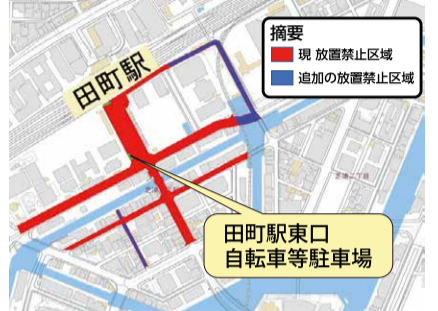 摘要
現 放置禁止区域
追加の放置禁止区域
田町駅
田町駅東口
自転車等駐車場